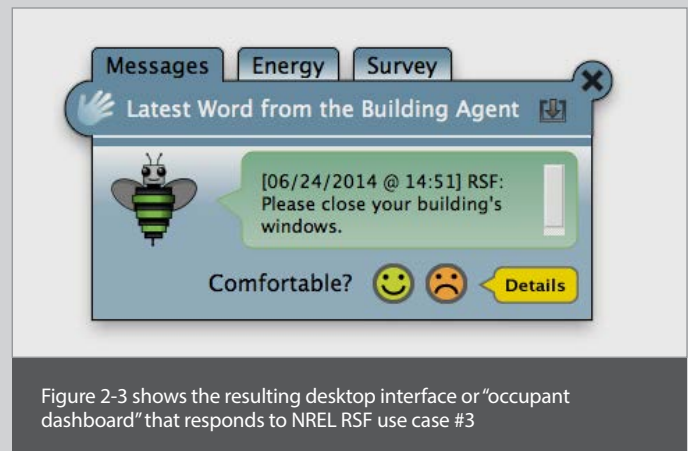 Messages
Energy
Survey
Latest Word from the Building Agent
[06/24/2014 @ 14:51] RSF:
Please close your building's
windows.
Comfortable?
Details
Figure 2-3 shows the resulting desktop interface or “occupant
dashboard” that responds to NREL RSF use case #3